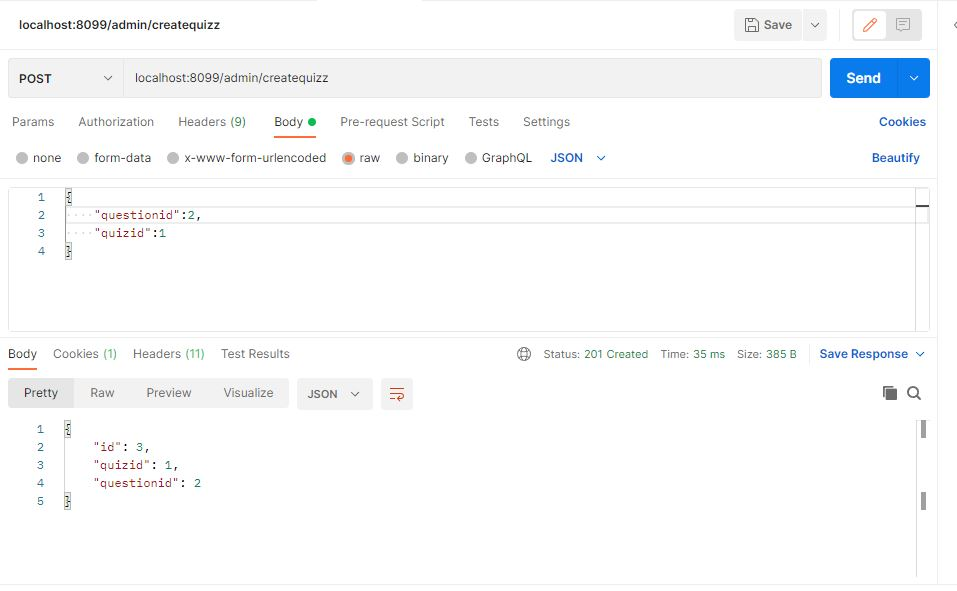 localhost:8099/admin/createquizz Save
POST localhost:8099/admin/createquizz Send
Params Authorization Headers (9) Body Pre-request Script Tests Settings Cookies
none form-data x-www-form-urlencoded raw binary GraphQL JSON Beautify
1 {
2 "questionid":2,
3 "quizid":1
4 }
Body Cookies (1) Headers (11) Test Results Status: 201 Created Time: 35 ms Size: 385 B Save Response
Pretty Raw Preview Visualize JSON
1 {
2 "id": 3,
3 "quizid": 1,
4 "questionid": 2
5 }